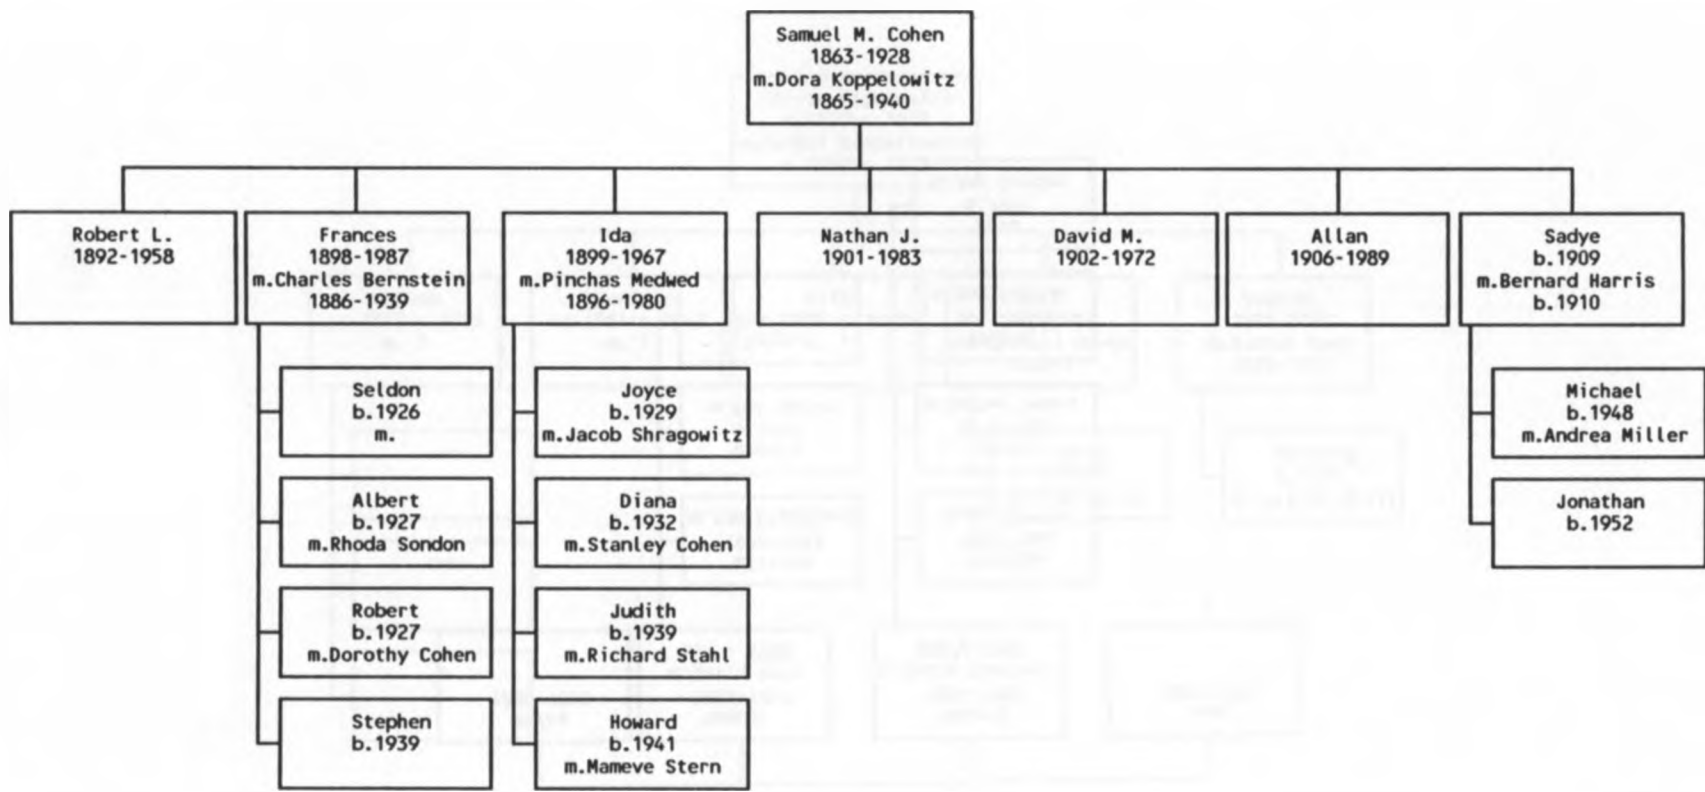 Samuel M. Cohen
1863-1928
m.Dora Koppelowitz
1865-1940
Robert L.
1892-1958
Frances
1898-1987
m.Charles Bernstein
1886-1939
Ida
1899-1967
m.Pinchas Medwed
1896-1980
Nathan J.
1901-1983
David M.
1902-1972
Allan
1906-1989
Sadye
b.1909
m.Bernard Harris
b.1910
Seldon
b.1926
m.
Albert
b.1927
m.Rhoda Sondon
Robert
b.1927
m.Dorothy Cohen
Stephen
b.1939
Joyce
b.1929
m.Jacob Shragowitz
Diana
b.1932
m.Stanley Cohen
Judith
b.1939
m.Richard Stahl
Howard
b.1941
m.Mameve Stern
Michael
b.1948
m.Andrea Miller
Jonathan
b.1952